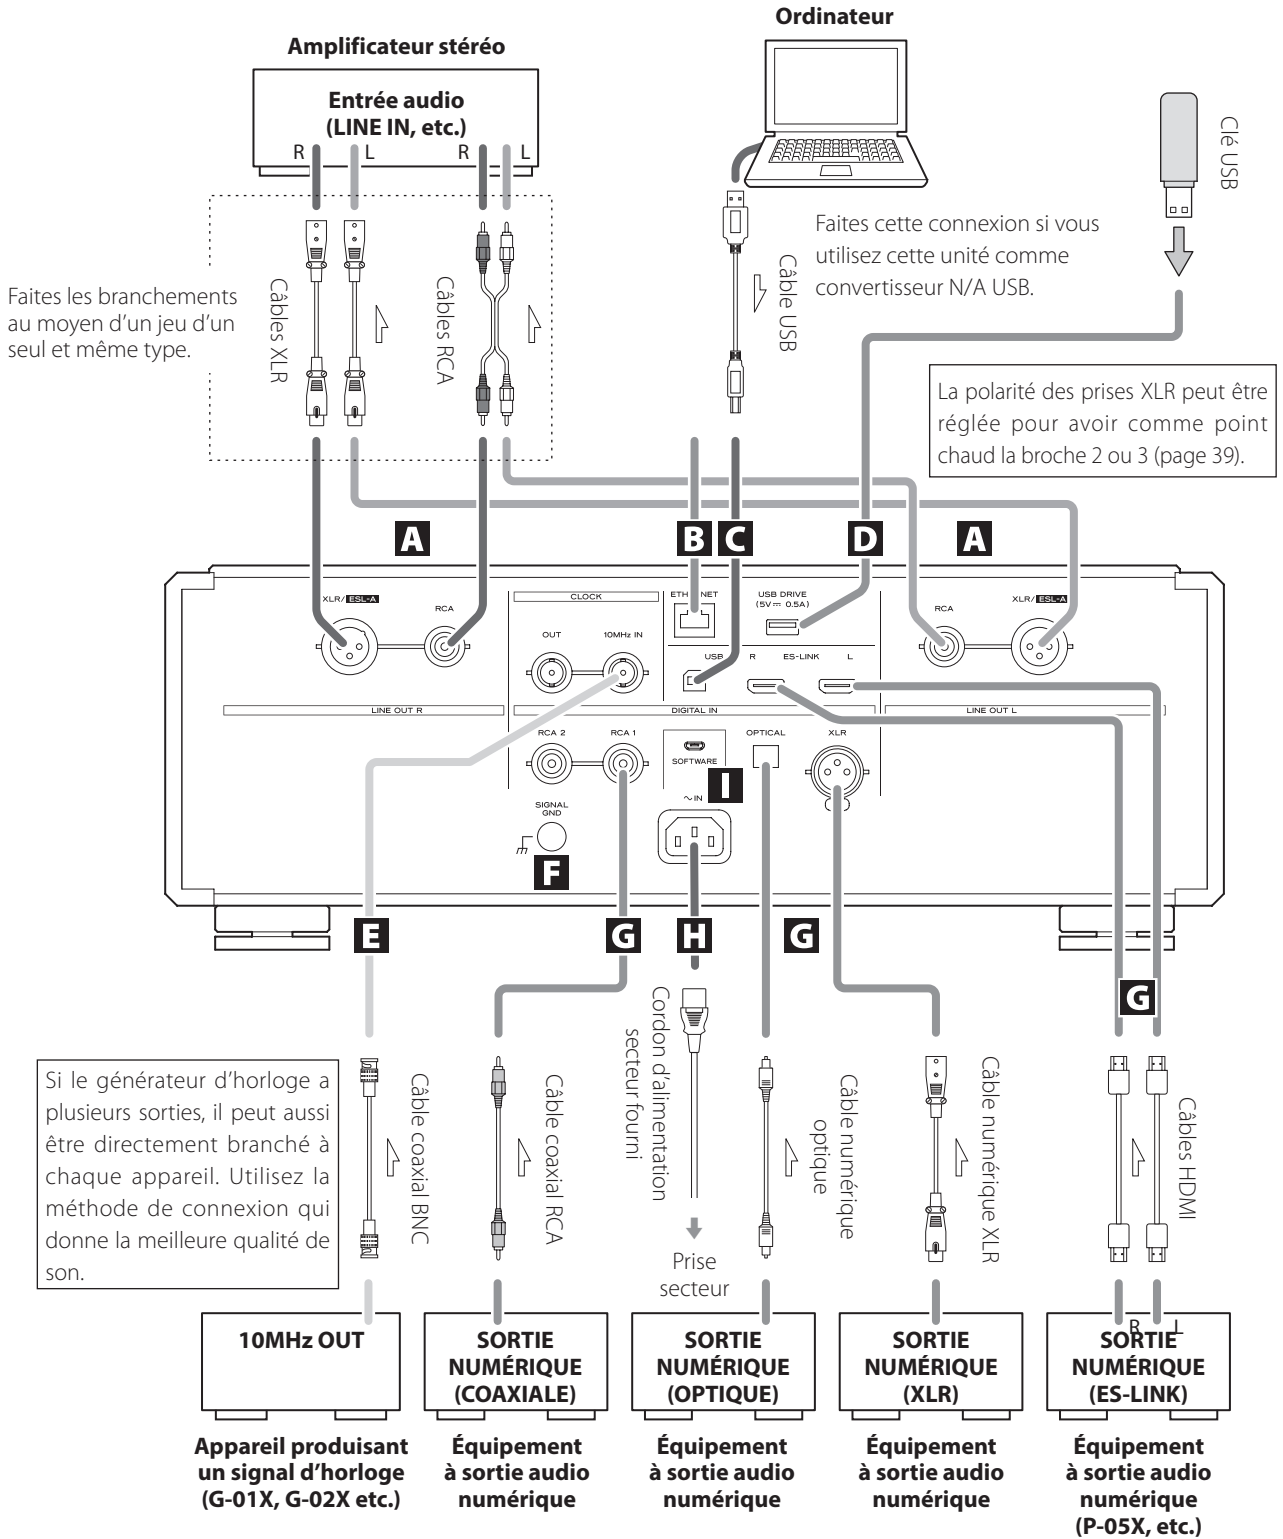 Ordinateur
Amplificateur stéréo
Entrée audio
(LINE IN, etc.)
R
L
R
L
Clé USB
Faites les branchements
au moyen d’un jeu d’un
seul et même type.
Câbles XLR
Câbles RCA
Câble USB
Faites cette connexion si vous
utilisez cette unité comme
convertisseur N/A USB.
La polarité des prises XLR peut être
réglée pour avoir comme point
chaud la broche 2 ou 3 (page 39).
A
B
C
D
A
XLR/ ESL-A
RCA
CLOCK
OUT
10MHz IN
ETHERNET
USB DRIVE
(5V⎓ 0.5A)
RCA
XLR/ ESL-A
USB
R
ES-LINK
L
LINE OUT R
DIGITAL IN
LINE OUT L
RCA 2
RCA 1
SOFTWARE
OPTICAL
XLR
I
~IN
SIGNAL
GND
F
E
G
H
G
G
Si le générateur d’horloge a
plusieurs sorties, il peut aussi
être directement branché à
chaque appareil. Utilisez la
méthode de connexion qui
donne la meilleure qualité de
son.
Câble coaxial BNC
Câble coaxial RCA
Cordon d’alimentation
secteur fourni
Prise
secteur
Câble numérique
optique
Câble numérique XLR
Câbles HDMI
10MHz OUT
SORTIE
NUMÉRIQUE
(COAXIALE)
SORTIE
NUMÉRIQUE
(OPTIQUE)
SORTIE
NUMÉRIQUE
(XLR)
R
L
SORTIE
NUMÉRIQUE
(ES-LINK)
Appareil produisant
un signal d’horloge
(G-01X, G-02X etc.)
Équipement
à sortie audio
numérique
Équipement
à sortie audio
numérique
Équipement
à sortie audio
numérique
Équipement
à sortie audio
numérique
(P-05X, etc.)